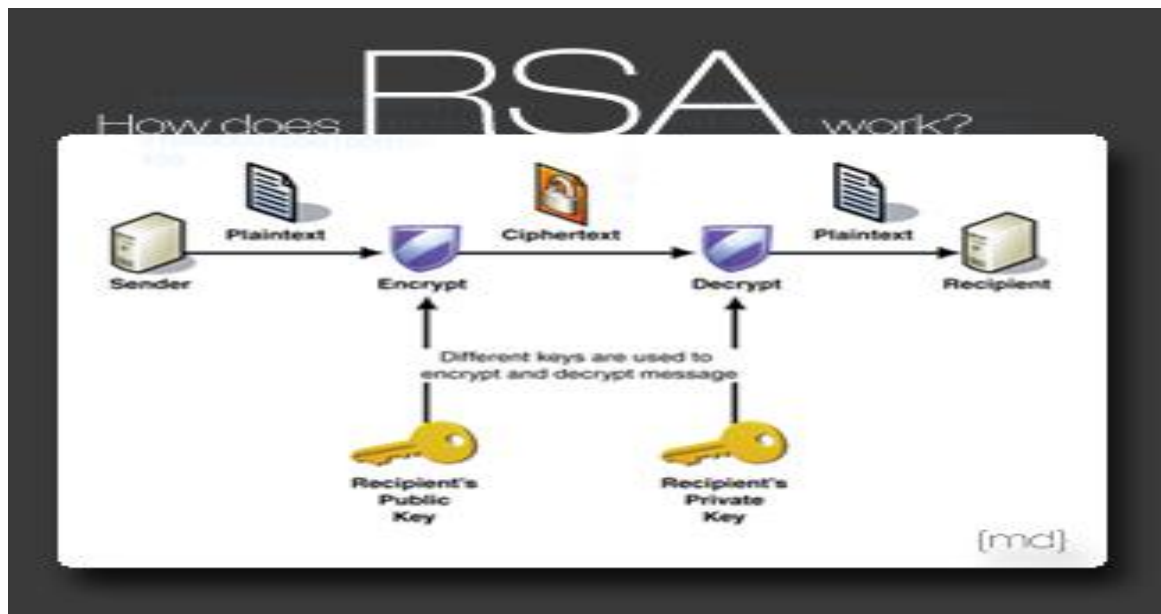 How does RSA work?
Plaintext
Ciphertext
Plaintext
Sender
Encrypt
Decrypt
Recipient
Different keys are used to
encrypt and decrypt message
Recipient's
Public
Key
Recipient's
Private
Key
{md}